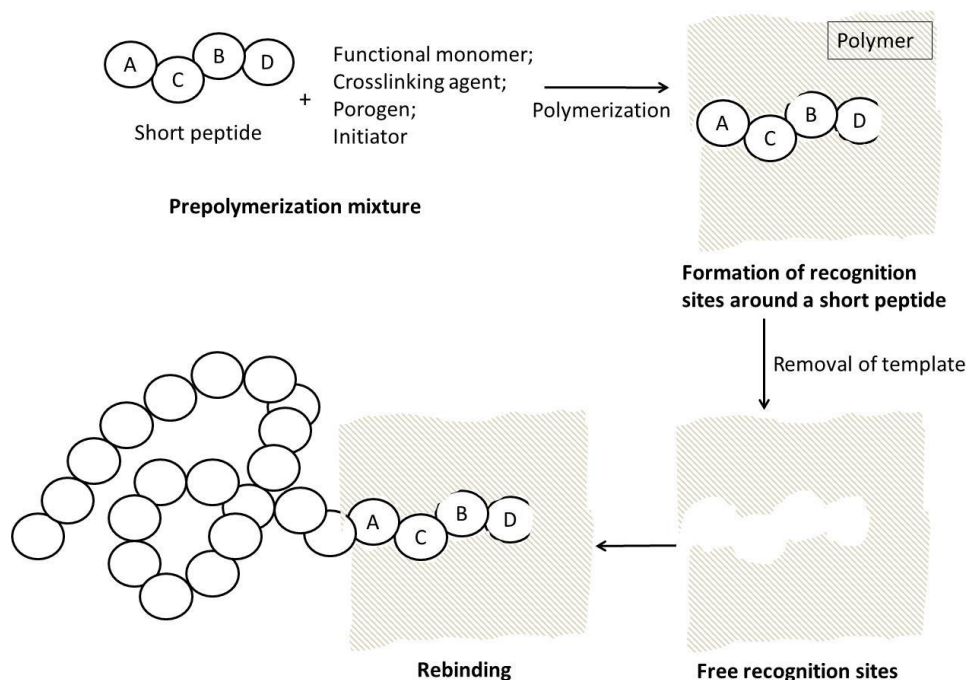 A
C
B
D
Short peptide
+
Functional monomer;
Crosslinking agent;
Porogen;
Initiator
Polymerization
Prepolymerization mixture
Polymer
A
C
B
D
Formation of recognition
sites around a short peptide
Removal of template
Free recognition sites
A
C
B
D
Rebinding